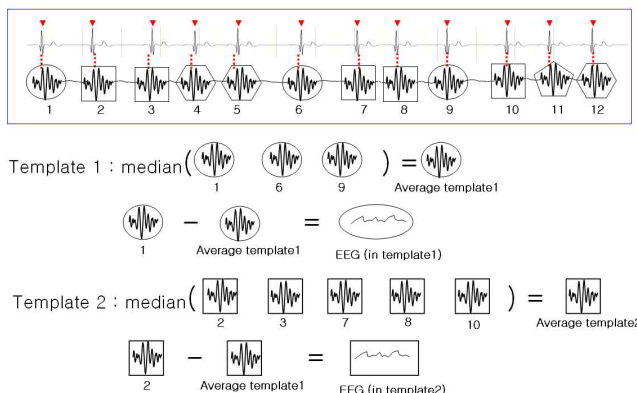 1 2 3 4 5 6 7 8 9 10 11 12
Template 1 : median( ) =
1 6 9 Average template1
− =
1 Average template1 EEG (in template1)
Template 2 : median( ) =
2 3 7 8 10 Average template2
− =
2 Average template1 EEG (in template2)